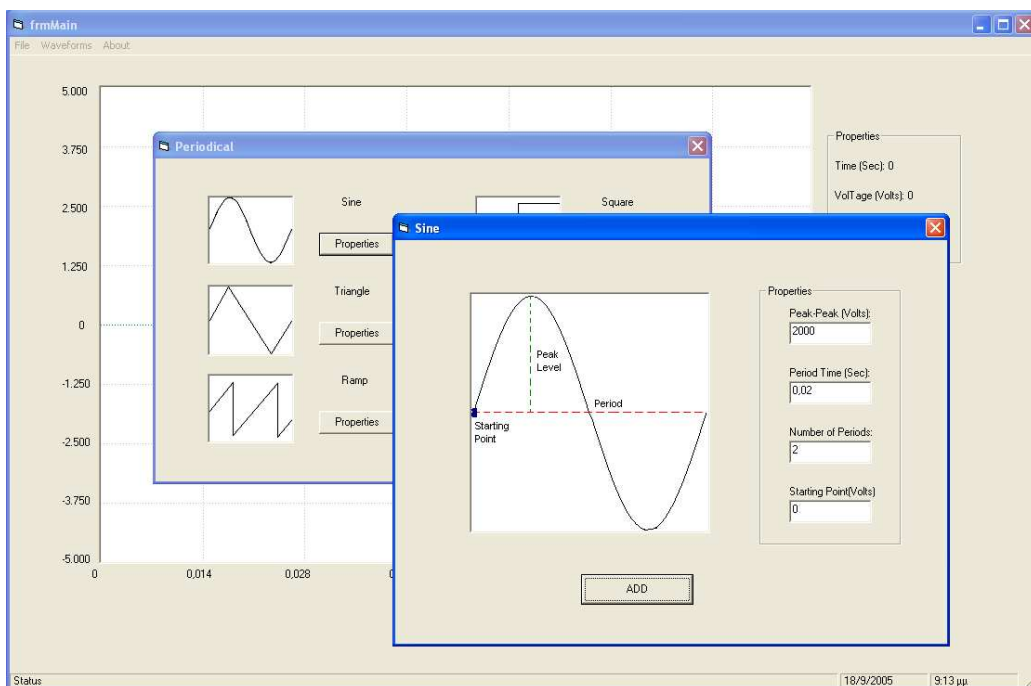 frmMain
File Waveforms About
5.000
3.750
2.500
1.250
0
-1.250
-2.500
-3.750
-5.000
0
0,014
0,028
Properties
Time (Sec): 0
VolTage (Volts): 0
Periodical
Sine
Properties
Square
Triangle
Properties
Ramp
Properties
Sine
Peak
Level
Period
Starting
Point
Properties
Peak-Peak (Volts):
2000
Period Time (Sec):
0,02
Number of Periods:
2
Starting Point(Volts)
0
ADD
Status
18/9/2005
9:13 μμ